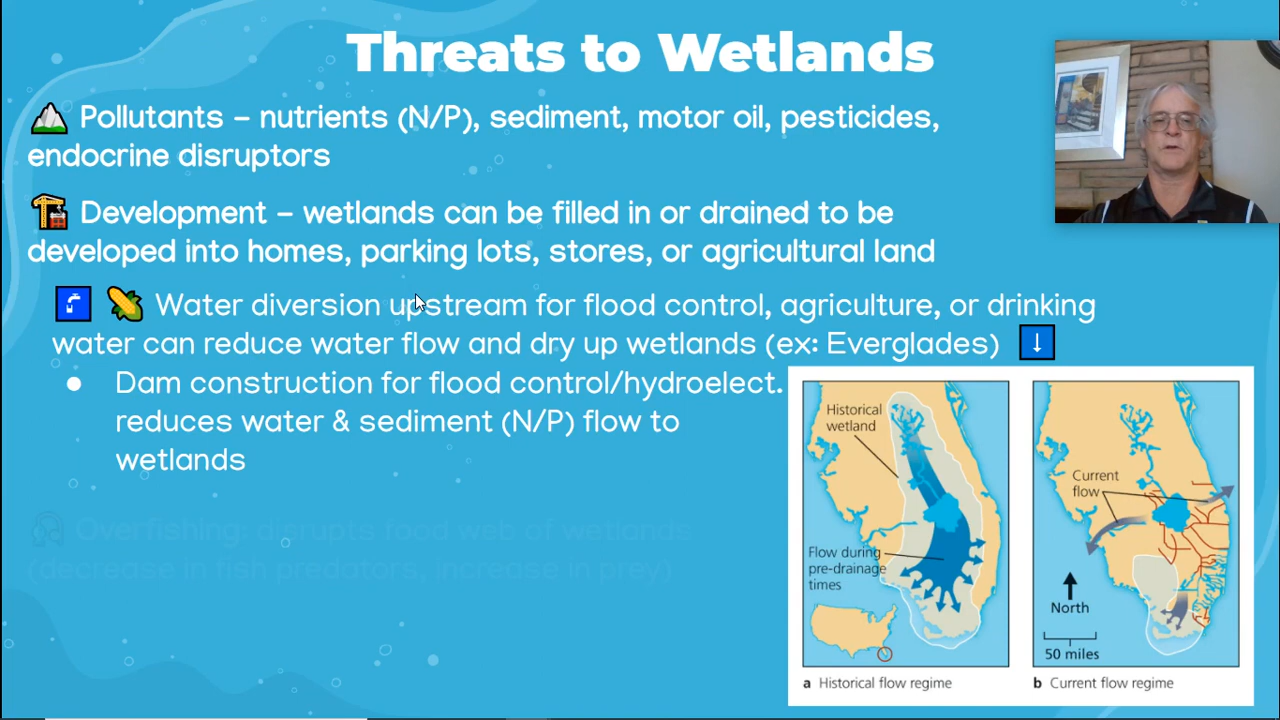 Threats to Wetlands
Pollutants – nutrients (N/P), sediment, motor oil, pesticides,
endocrine disruptors
Development – wetlands can be filled in or drained to be
developed into homes, parking lots, stores, or agricultural land
Water diversion upstream for flood control, agriculture, or drinking
water can reduce water flow and dry up wetlands (ex: Everglades)
● Dam construction for flood control/hydroelect.
reduces water & sediment (N/P) flow to
wetlands
Overfishing: disrupts food web of wetlands
(decrease in fish predators, increase in prey)
Historical
wetland
Flow during
pre-drainage
times
a Historical flow regime
Current
flow
North
50 miles
b Current flow regime